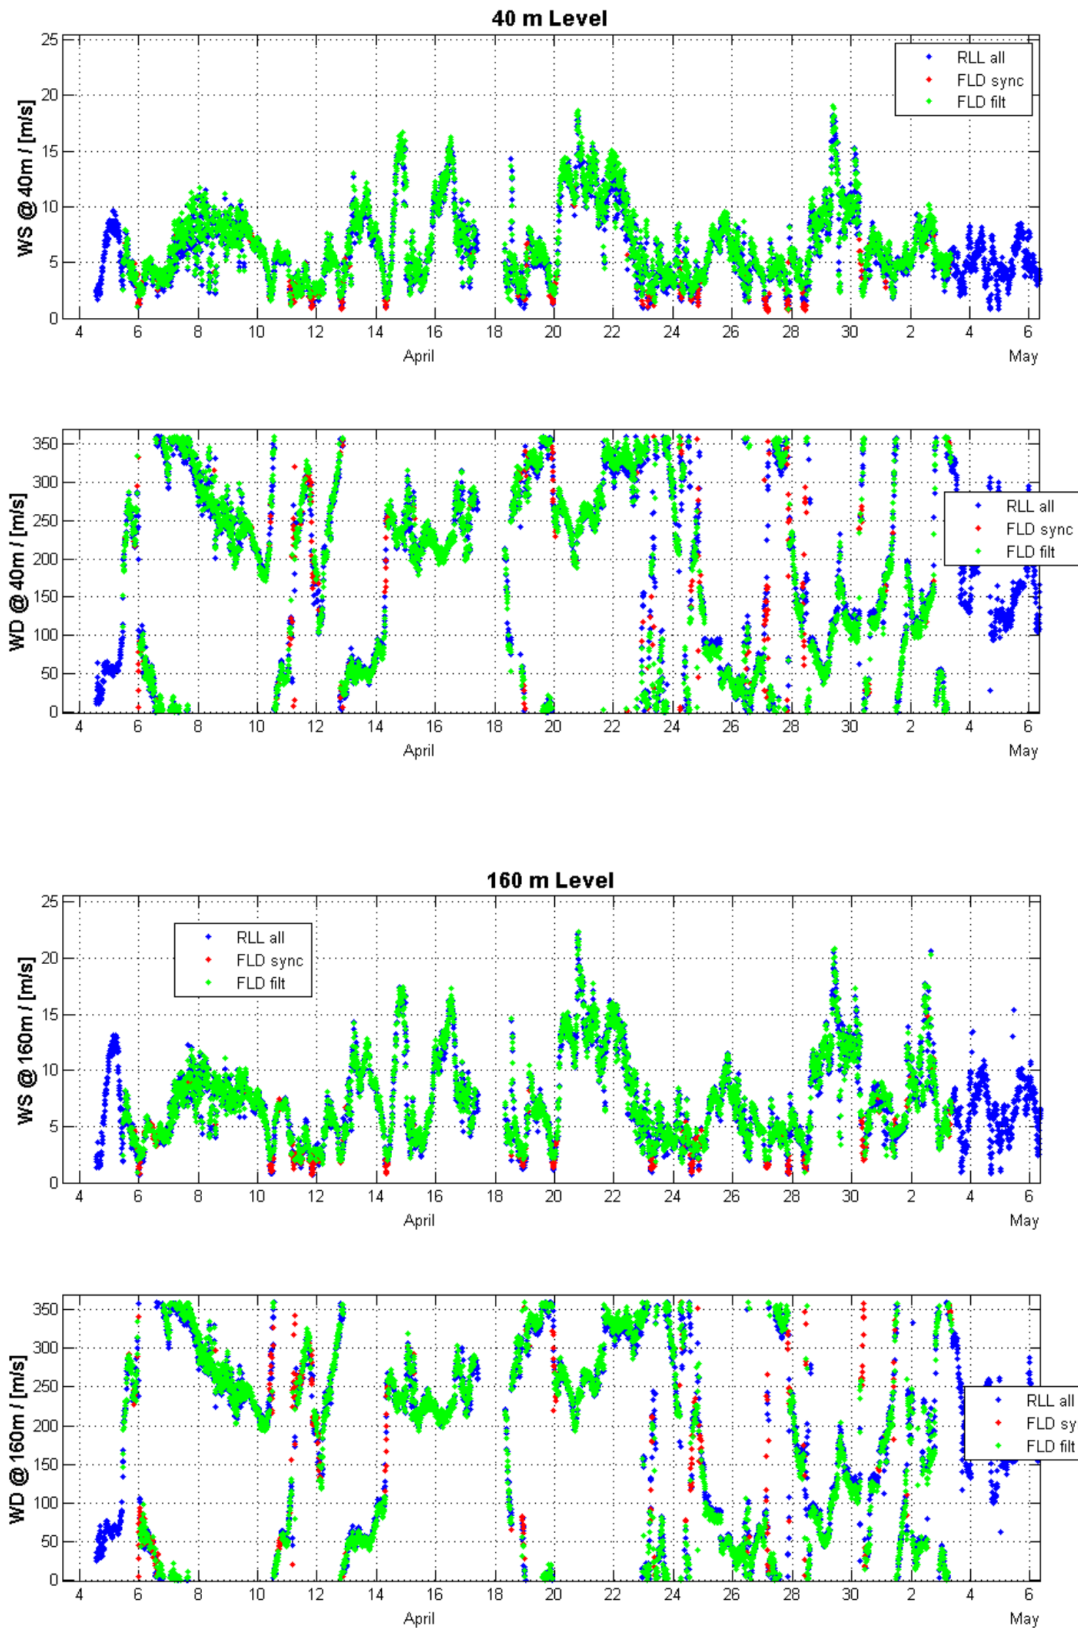 40 m Level
25
20
15
10
5
0
WS @ 40m / [m/s]
RLL all
FLD sync
FLD filt
4 6 8 10 12 14 16 18 20 22 24 26 28 30 2 4 6
April May
350
300
250
200
150
100
50
0
WD @ 40m / [m/s]
RLL all
FLD sync
FLD filt
4 6 8 10 12 14 16 18 20 22 24 26 28 30 2 4 6
April May
160 m Level
25
20
15
10
5
0
WS @ 160m / [m/s]
RLL all
FLD sync
FLD filt
4 6 8 10 12 14 16 18 20 22 24 26 28 30 2 4 6
April May
350
300
250
200
150
100
50
0
WD @ 160m / [m/s]
RLL all
FLD sy
FLD filt
4 6 8 10 12 14 16 18 20 22 24 26 28 30 2 4 6
April May